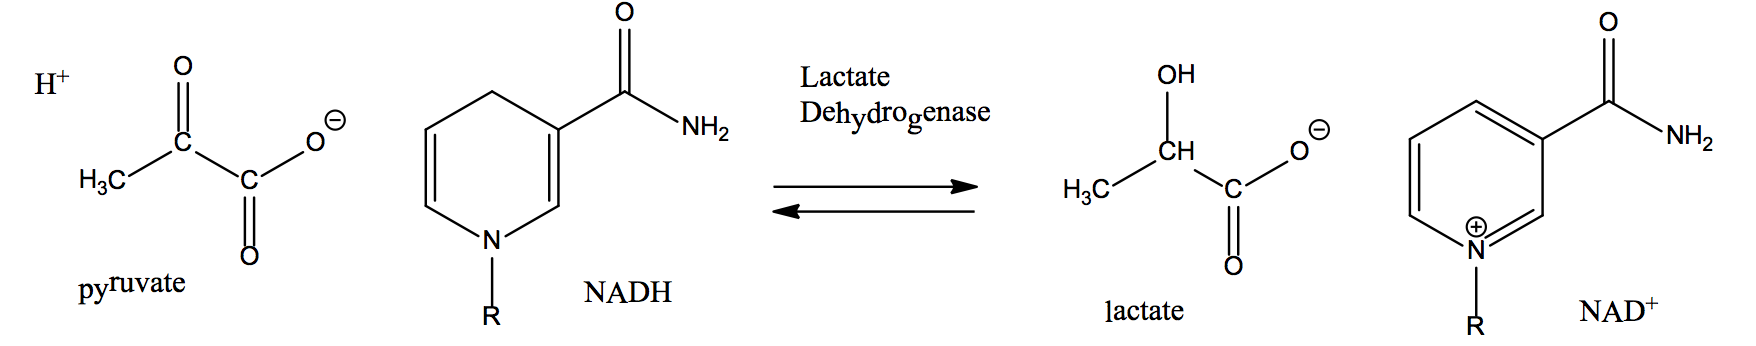 H+
O
C
H3C
C
O
⊖
O
pyruvate
O
NH2
N
R
NADH
Lactate
Dehydrogenase
OH
CH
H3C
C
O
⊖
O
lactate
O
NH2
⊕
N
R
NAD+